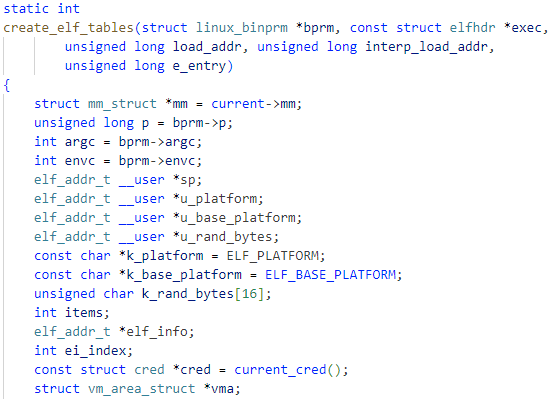 static int
create_elf_tables(struct linux_binprm *bprm, const struct elfhdr *exec,
unsigned long load_addr, unsigned long interp_load_addr,
unsigned long e_entry)
{
struct mm_struct *mm = current->mm;
unsigned long p = bprm->p;
int argc = bprm->argc;
int envc = bprm->envc;
elf_addr_t __user *sp;
elf_addr_t __user *u_platform;
elf_addr_t __user *u_base_platform;
elf_addr_t __user *u_rand_bytes;
const char *k_platform = ELF_PLATFORM;
const char *k_base_platform = ELF_BASE_PLATFORM;
unsigned char k_rand_bytes[16];
int items;
elf_addr_t *elf_info;
int ei_index;
const struct cred *cred = current_cred();
struct vm_area_struct *vma;